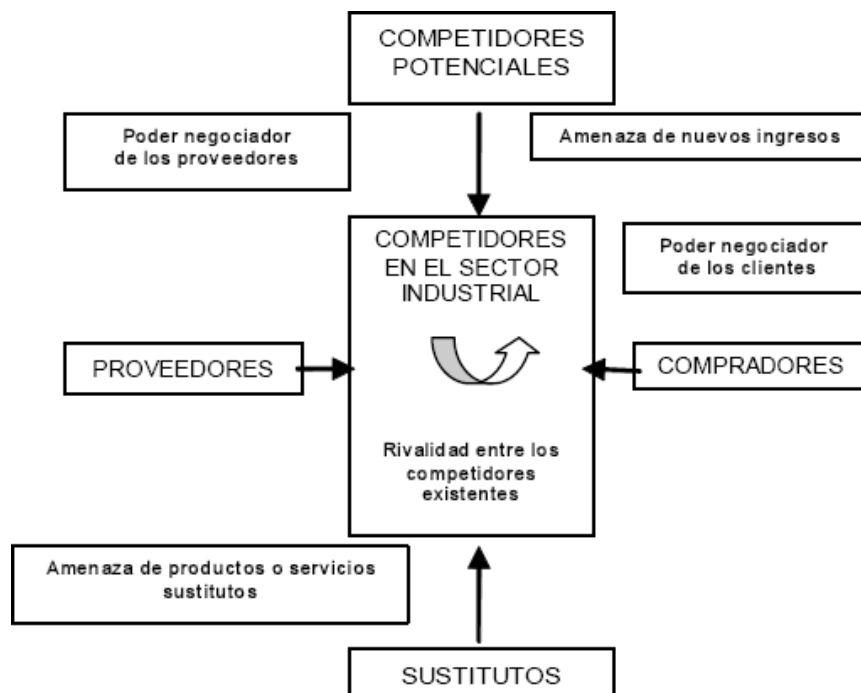 COMPETIDORES
POTENCIALES
Poder negociador
de los proveedores
Amenaza de nuevos ingresos
COMPETIDORES
EN EL SECTOR
INDUSTRIAL
Poder negociador
de los clientes
PROVEEDORES
COMPRADORES
Rivalidad entre los
competidores
existentes
Amenaza de productos o servicios
sustitutos
SUSTITUTOS